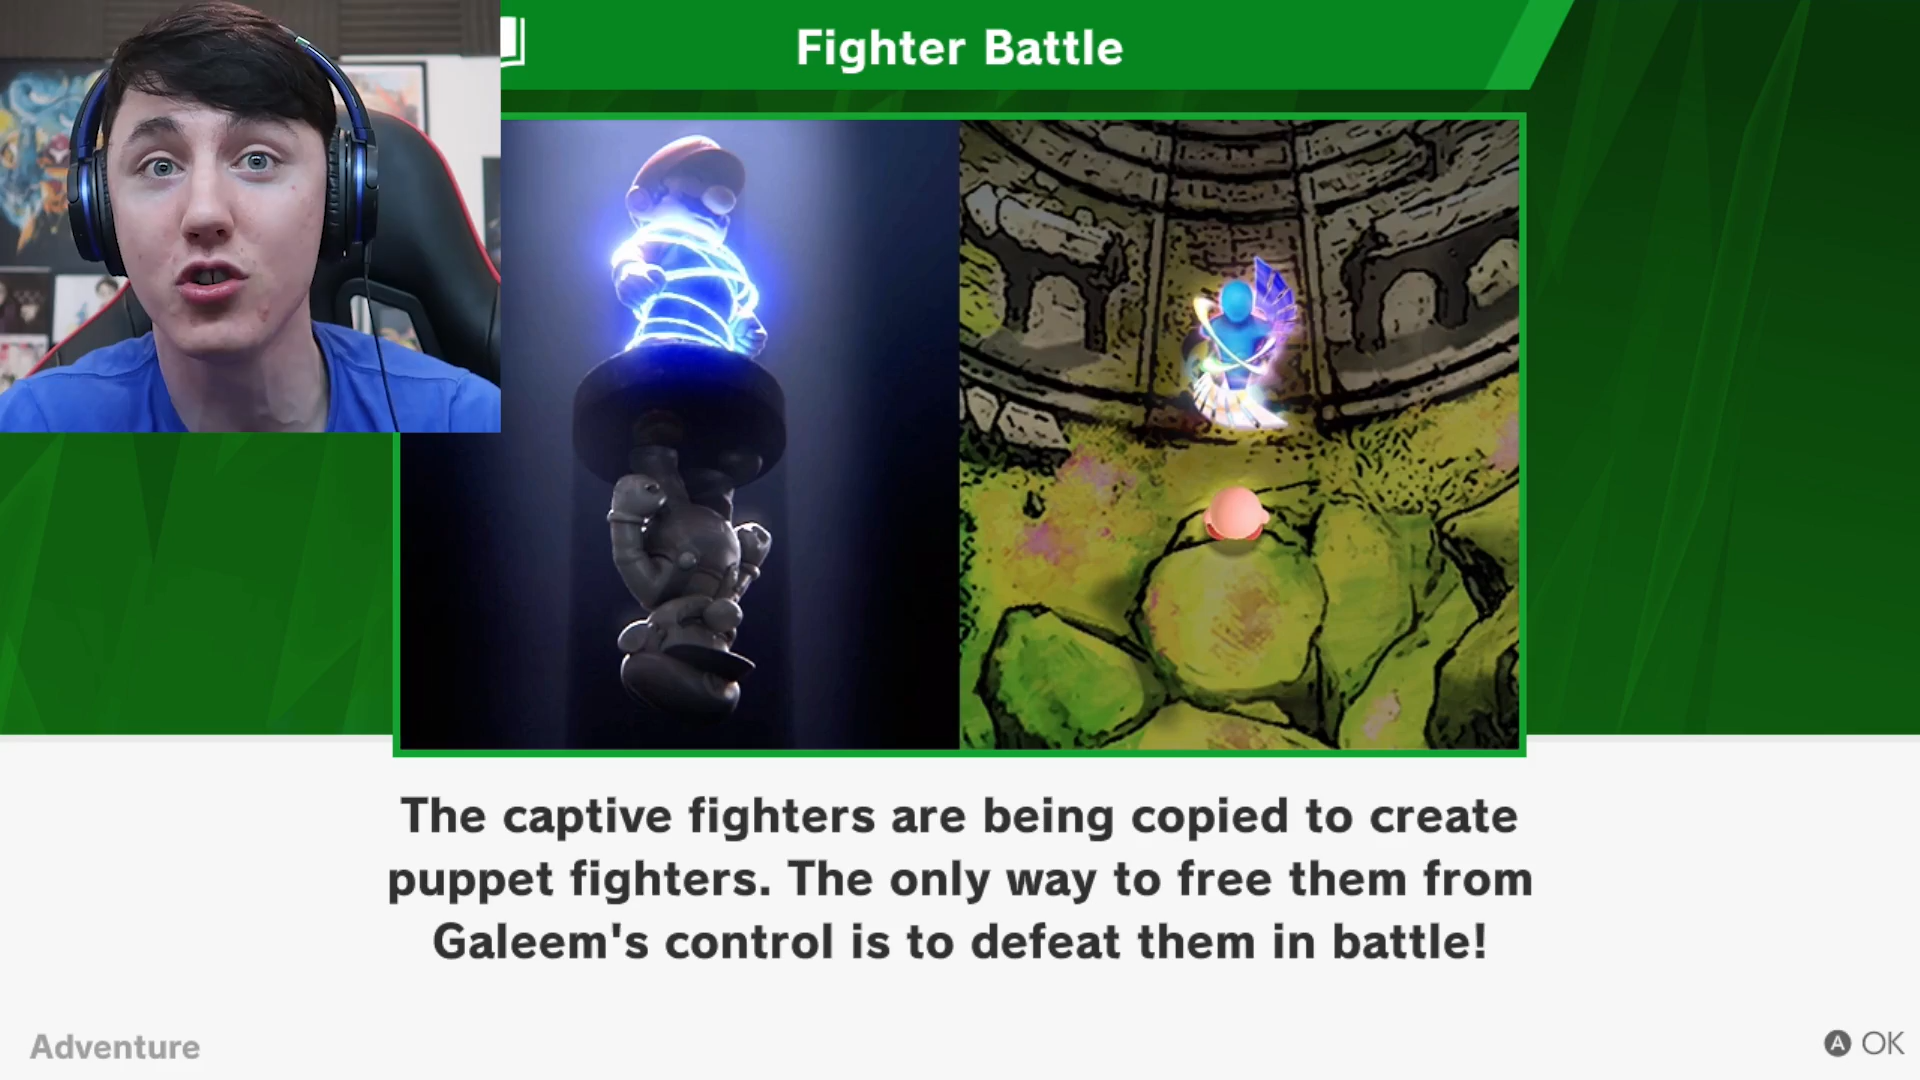 Fighter Battle
The captive fighters are being copied to create
puppet fighters. The only way to free them from
Galeem's control is to defeat them in battle!
Adventure
A OK